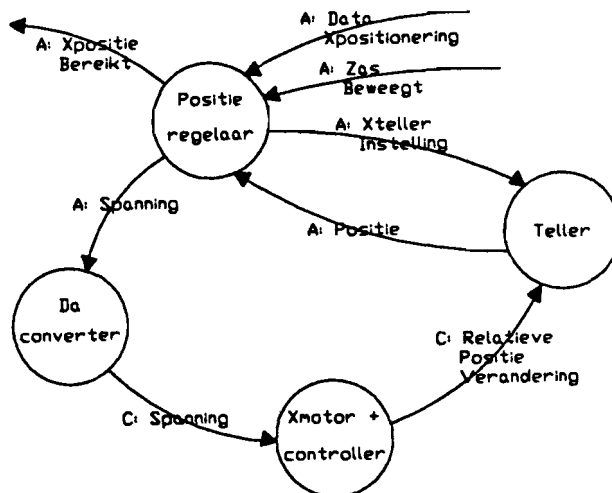 A: Data
Xpositionering
A: Xpositie
Bereikt
A: Zas
Beweegt
Positie
regelaar
A: Xteller
Instelling
A: Spanning
A: Positie
Teller
Da
converter
C: Relatieve
Positie
Verandering
C: Spanning
Xmotor +
controller